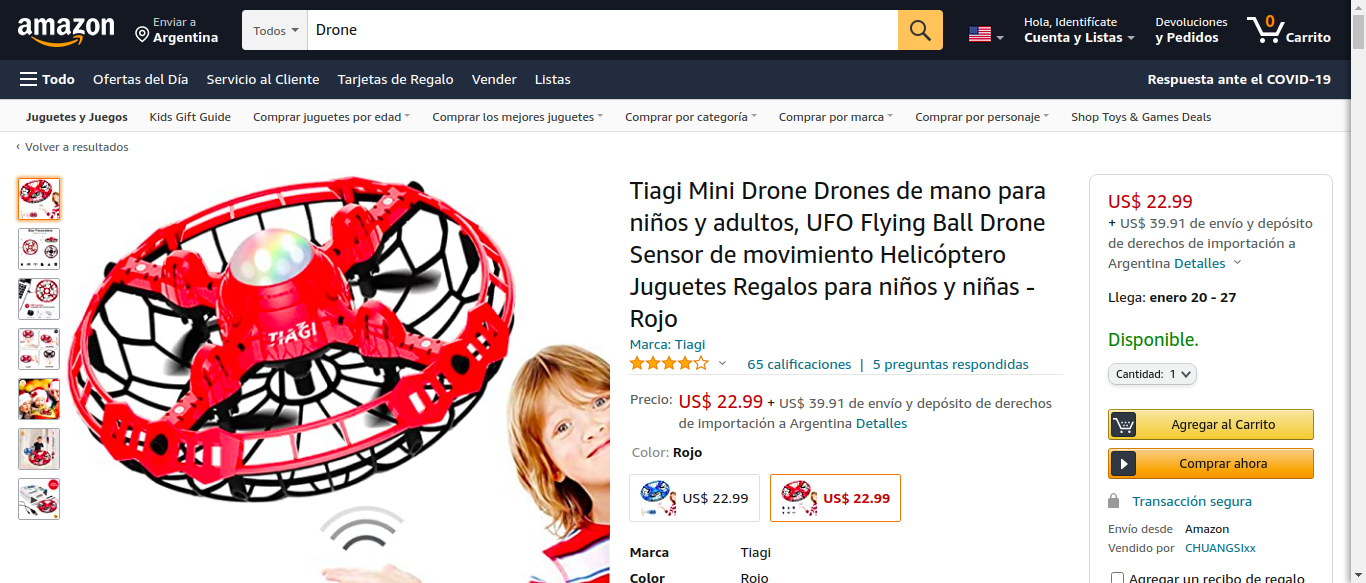 amazon
Enviar a
Argentina
Todos
Drone
Hola, Identifícate
Cuenta y Listas
Devoluciones
y Pedidos
0
Carrito
Todo
Ofertas del Día
Servicio al Cliente
Tarjetas de Regalo
Vender
Listas
Respuesta ante el COVID-19
Juguetes y Juegos
Kids Gift Guide
Comprar juguetes por edad
Comprar los mejores juguetes
Comprar por categoría
Comprar por marca
Comprar por personaje
Shop Toys & Games Deals
‹ Volver a resultados
TIAGI
Tiagi Mini Drone Drones de mano para
niños y adultos, UFO Flying Ball Drone
Sensor de movimiento Helicóptero
Juguetes Regalos para niños y niñas -
Rojo
Marca: Tiagi
65 calificaciones | 5 preguntas respondidas
Precio: US$ 22.99 + US$ 39.91 de envío y depósito de derechos
de importación a Argentina Detalles
Color: Rojo
US$ 22.99
US$ 22.99
Marca Tiagi
Color Rojo
US$ 22.99
+ US$ 39.91 de envío y depósito
de derechos de importación a
Argentina Detalles
Llega: enero 20 - 27
Disponible.
Cantidad: 1
Agregar al Carrito
Comprar ahora
Transacción segura
Envío desde Amazon
Vendido por CHUANGSIxx
Agregar un recibo de regalo